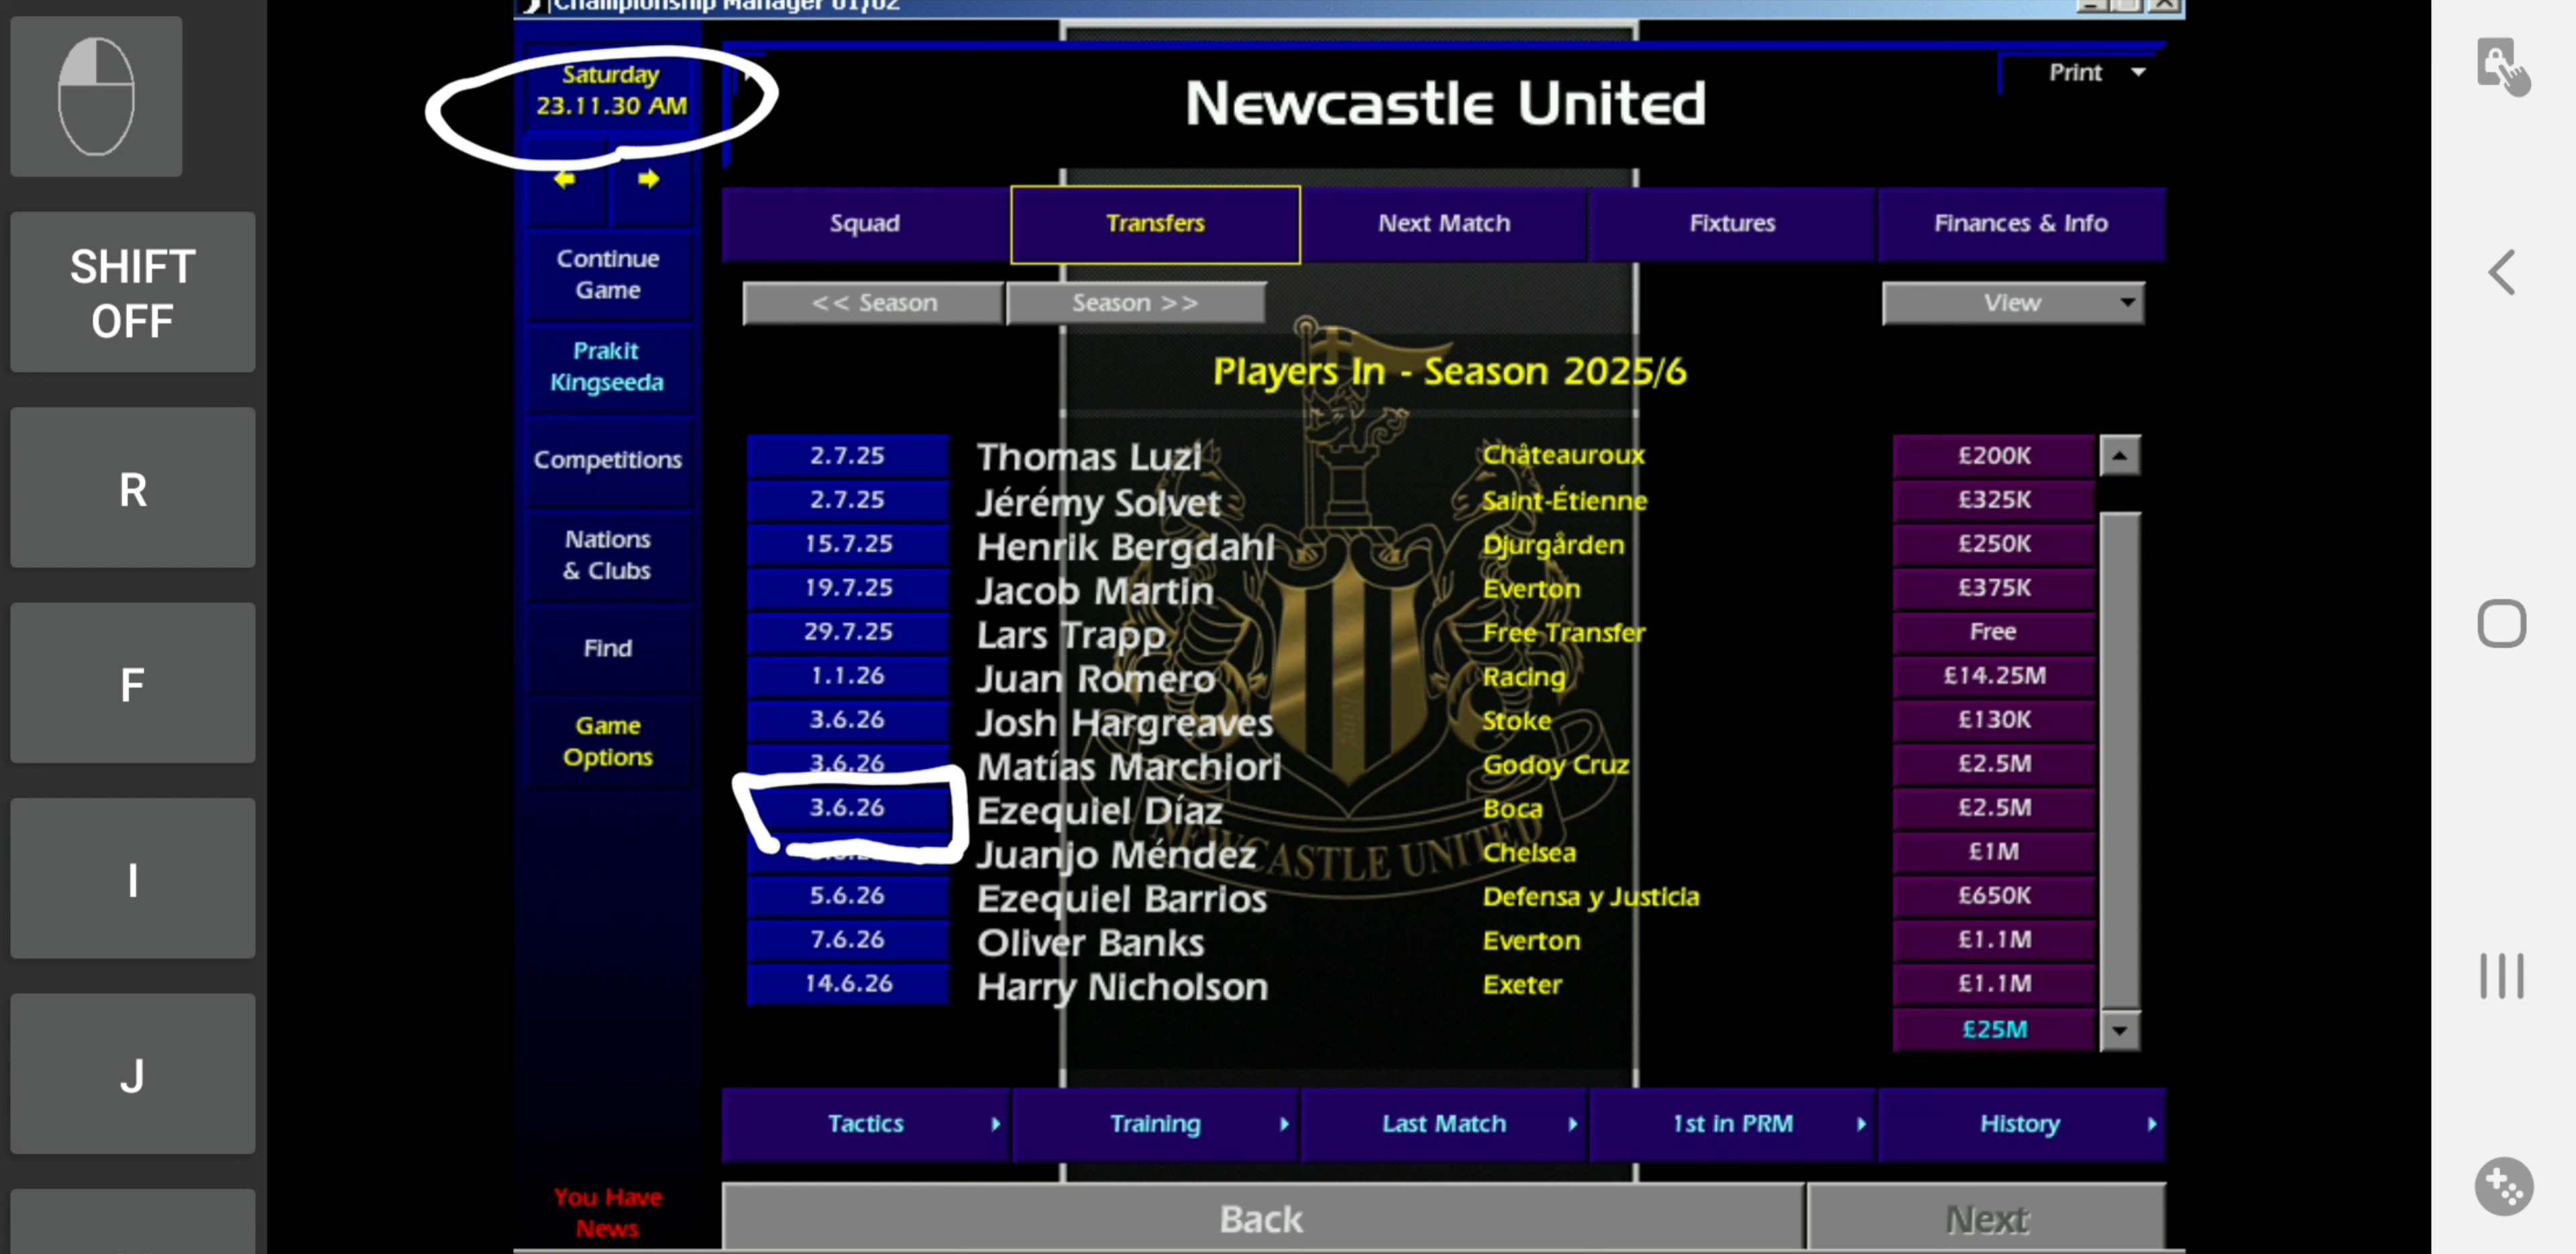 Championship Manager 01/02
Saturday
23.11.30 AM
Newcastle United
Print
SHIFT
OFF
R
F
I
J
Squad
Transfers
Next Match
Fixtures
Finances & Info
Continue
Game
<< Season
Season >>
View
Prakit
Kingseeda
Players In - Season 2025/6
Competitions
Nations
& Clubs
Find
Game
Options
2.7.25 Thomas Luzi Châteauroux £200K
2.7.25 Jérémy Solvet Saint-Étienne £325K
15.7.25 Henrik Bergdahl Djurgården £250K
19.7.25 Jacob Martin Everton £375K
29.7.25 Lars Trapp Free Transfer Free
1.1.26 Juan Romero Racing £14.25M
3.6.26 Josh Hargreaves Stoke £130K
3.6.26 Matías Marchiori Godoy Cruz £2.5M
3.6.26 Ezequiel Díaz Boca £2.5M
Juanjo Méndez Chelsea £1M
5.6.26 Ezequiel Barrios Defensa y Justicia £650K
7.6.26 Oliver Banks Everton £1.1M
14.6.26 Harry Nicholson Exeter £1.1M
£25M
NEWCASTLE UNITED
Tactics
Training
Last Match
1st in PRM
History
You Have
News
Back
Next